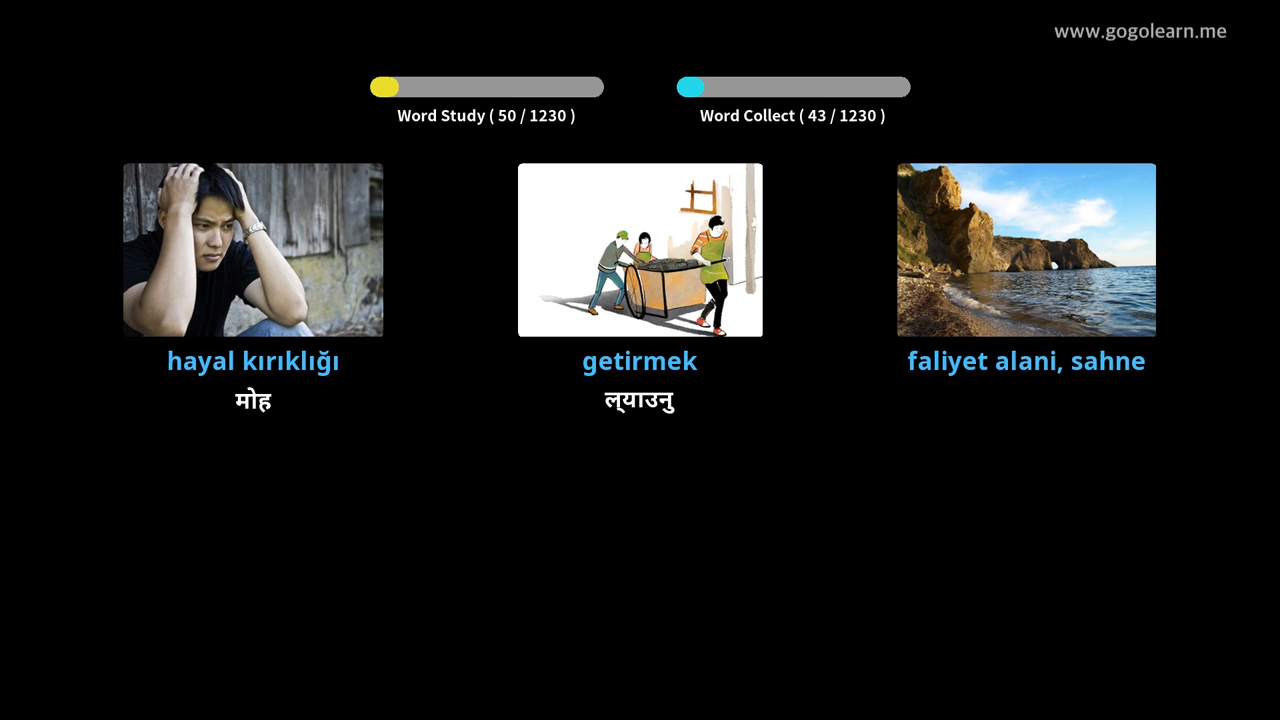 www.gogolearn.me
Word Study ( 50 / 1230 )
Word Collect ( 43 / 1230 )
hayal kırıklığı
मोह
getirmek
ल्याउनु
faliyet alani, sahne